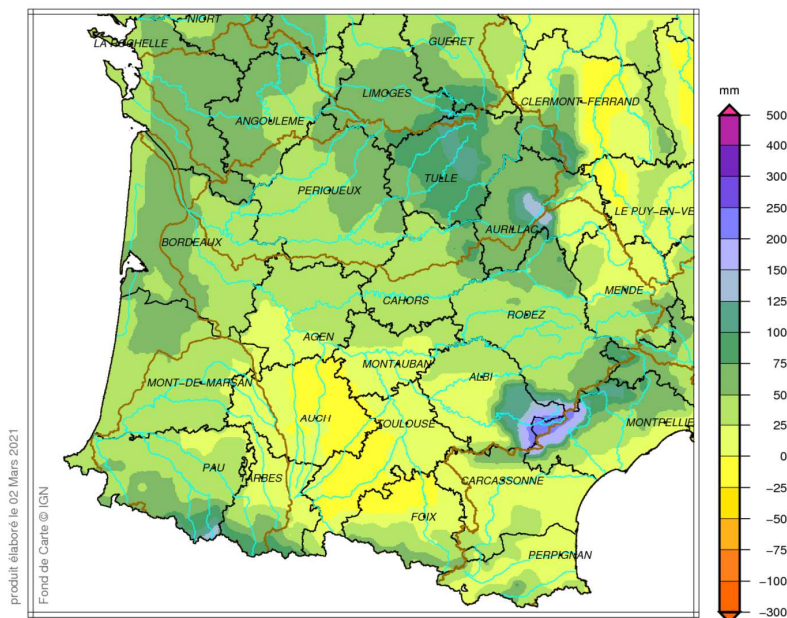 NIORT
LA ROCHELLE
GUERET
LIMOGES
CLERMONT-FERRAND
ANGOULEME
TULLE
PERIGUEUX
LE PUY-EN-VE
AURILLAC
BORDEAUX
MENDE
CAHORS
RODEZ
AGEN
MONTAUBAN
ALBI
MONT-DE-MARSAN
AUCH
TOULOUSE
MONTPELLIE
PAU
TARBES
CARCASSONNE
FOIX
PERPIGNAN
mm
500
400
300
200
150
125
100
75
50
25
0
-25
-50
-75
-100
-300
produit élaboré le 02 Mars 2021
Fond de Carte © IGN